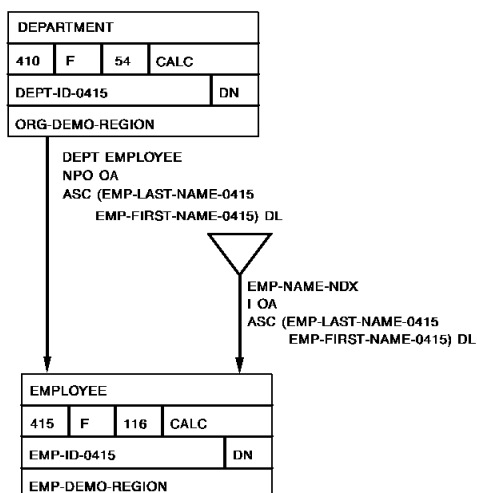 DEPARTMENT
410 F 54 CALC
DEPT-ID-0415 DN
ORG-DEMO-REGION
DEPT EMPLOYEE
NPO OA
ASC (EMP-LAST-NAME-0415
EMP-FIRST-NAME-0415) DL
EMP-NAME-NDX
I OA
ASC (EMP-LAST-NAME-0415
EMP-FIRST-NAME-0415) DL
EMPLOYEE
415 F 116 CALC
EMP-ID-0415 DN
EMP-DEMO-REGION